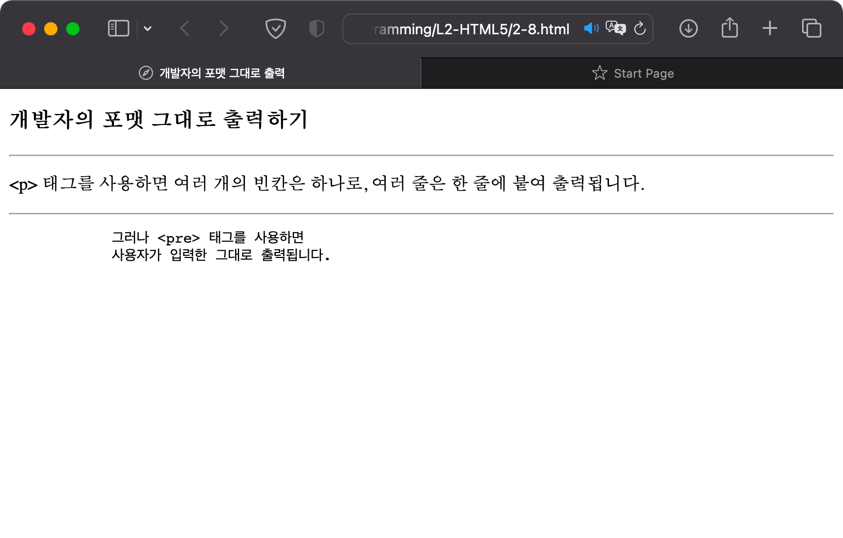 ramming/L2-HTML5/2-8.html
개발자의 포맷 그대로 출력
Start Page
개발자의 포맷 그대로 출력하기
<p> 태그를 사용하면 여러 개의 빈칸은 하나로, 여러 줄은 한 줄에 붙여 출력됩니다.
그러나 <pre> 태그를 사용하면
사용자가 입력한 그대로 출력됩니다.